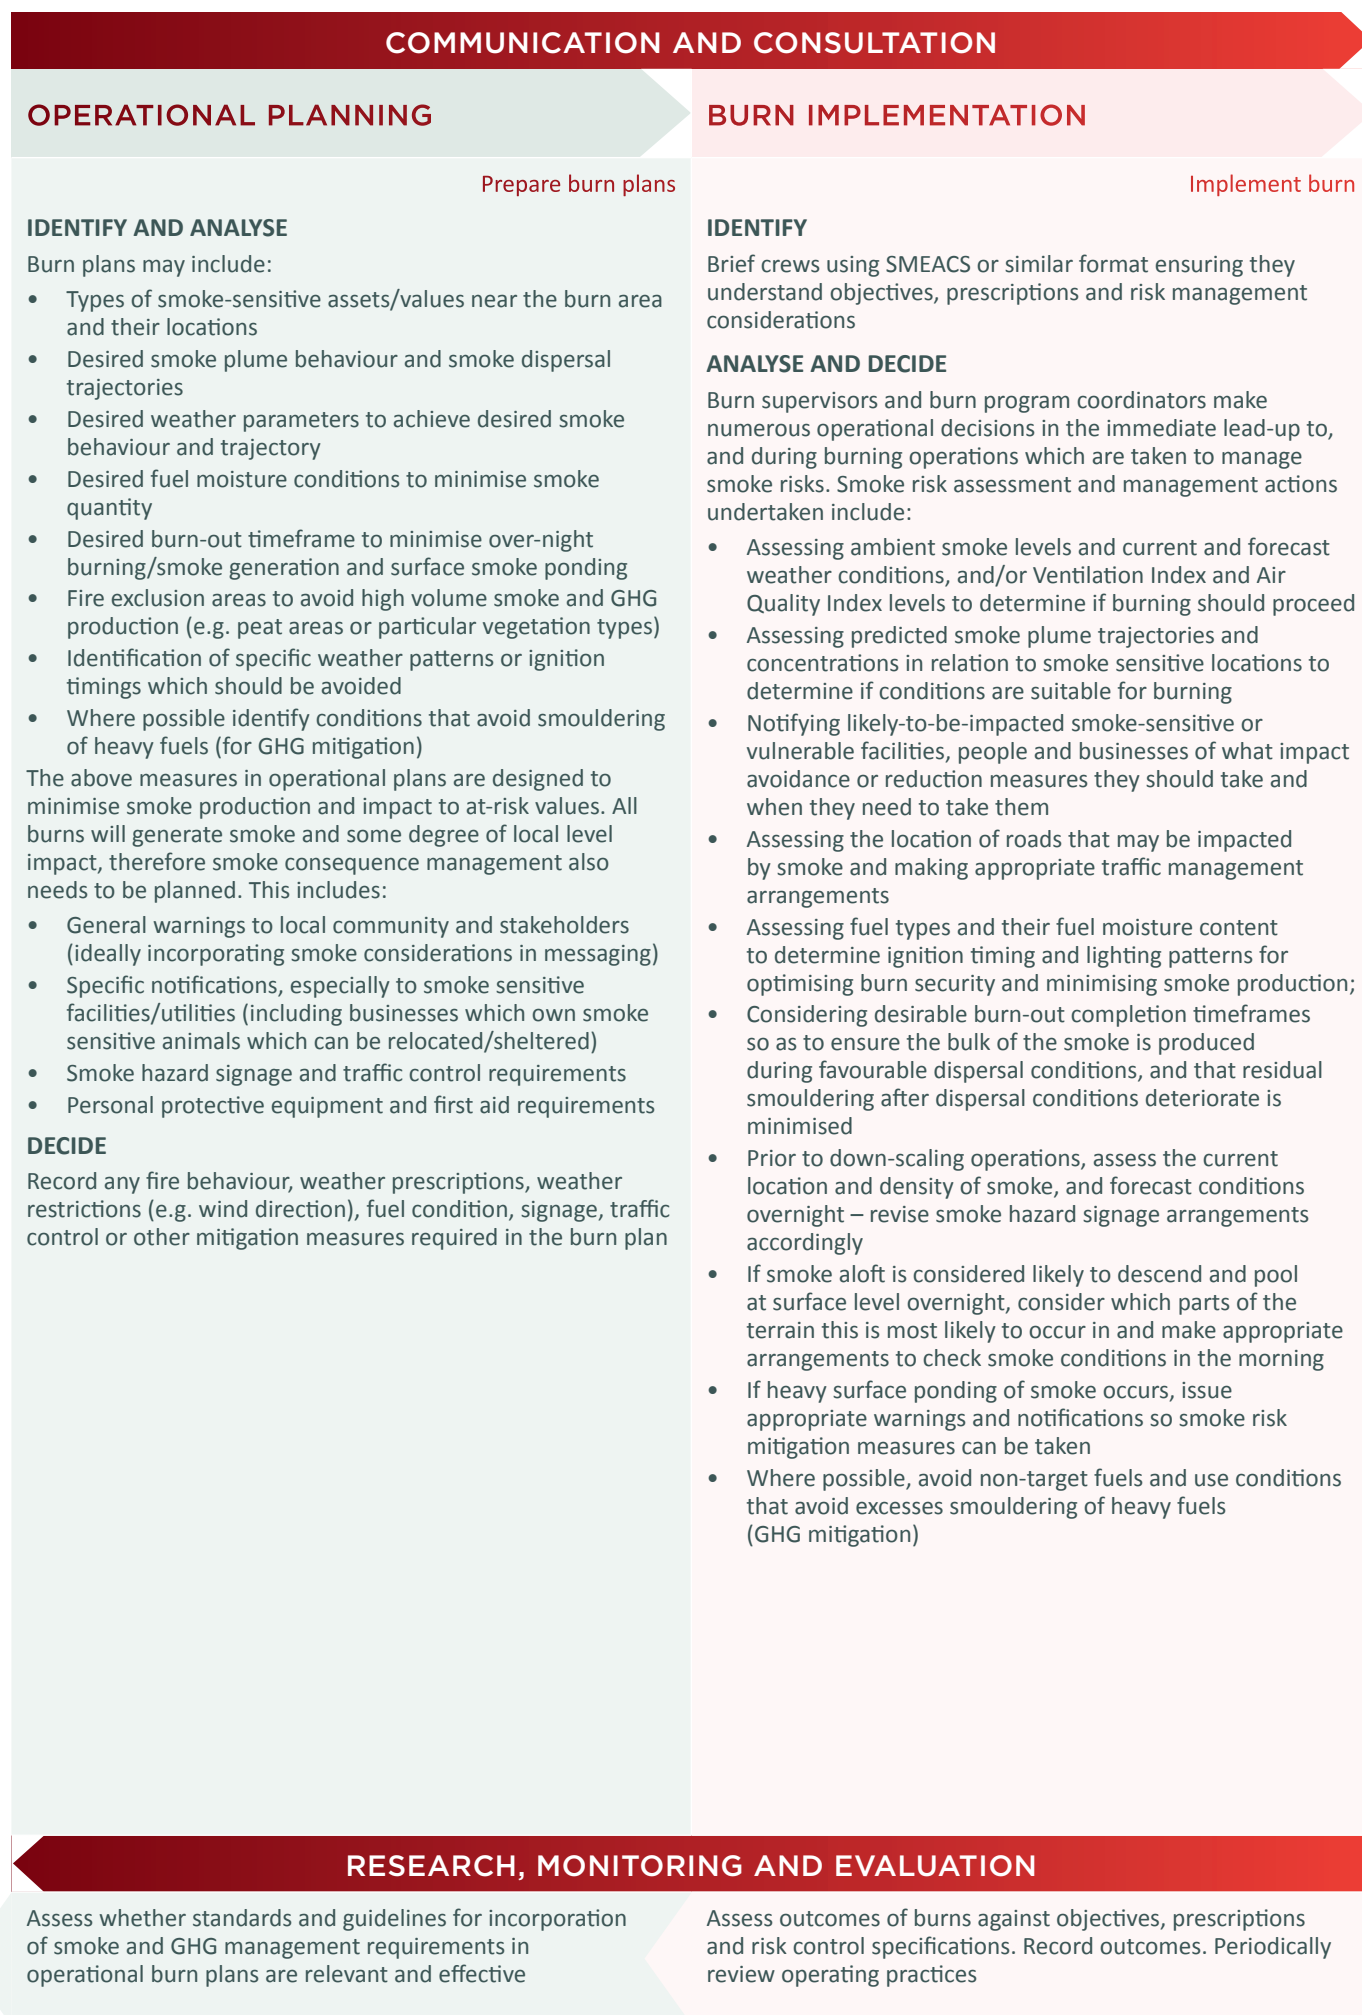 COMMUNICATION AND CONSULTATION
OPERATIONAL PLANNING
Prepare burn plans
IDENTIFY AND ANALYSE
Burn plans may include:
• Types of smoke-sensitive assets/values near the burn area
and their locations
• Desired smoke plume behaviour and smoke dispersal
trajectories
• Desired weather parameters to achieve desired smoke
behaviour and trajectory
• Desired fuel moisture conditions to minimise smoke
quantity
• Desired burn-out timeframe to minimise over-night
burning/smoke generation and surface smoke ponding
• Fire exclusion areas to avoid high volume smoke and GHG
production (e.g. peat areas or particular vegetation types)
• Identification of specific weather patterns or ignition
timings which should be avoided
• Where possible identify conditions that avoid smouldering
of heavy fuels (for GHG mitigation)
The above measures in operational plans are designed to
minimise smoke production and impact to at-risk values. All
burns will generate smoke and some degree of local level
impact, therefore smoke consequence management also
needs to be planned. This includes:
• General warnings to local community and stakeholders
(ideally incorporating smoke considerations in messaging)
• Specific notifications, especially to smoke sensitive
facilities/utilities (including businesses which own smoke
sensitive animals which can be relocated/sheltered)
• Smoke hazard signage and traffic control requirements
• Personal protective equipment and first aid requirements
DECIDE
Record any fire behaviour, weather prescriptions, weather
restrictions (e.g. wind direction), fuel condition, signage, traffic
control or other mitigation measures required in the burn plan
BURN IMPLEMENTATION
Implement burn
IDENTIFY
Brief crews using SMEACS or similar format ensuring they
understand objectives, prescriptions and risk management
considerations
ANALYSE AND DECIDE
Burn supervisors and burn program coordinators make
numerous operational decisions in the immediate lead-up to,
and during burning operations which are taken to manage
smoke risks. Smoke risk assessment and management actions
undertaken include:
• Assessing ambient smoke levels and current and forecast
weather conditions, and/or Ventilation Index and Air
Quality Index levels to determine if burning should proceed
• Assessing predicted smoke plume trajectories and
concentrations in relation to smoke sensitive locations to
determine if conditions are suitable for burning
• Notifying likely-to-be-impacted smoke-sensitive or
vulnerable facilities, people and businesses of what impact
avoidance or reduction measures they should take and
when they need to take them
• Assessing the location of roads that may be impacted
by smoke and making appropriate traffic management
arrangements
• Assessing fuel types and their fuel moisture content
to determine ignition timing and lighting patterns for
optimising burn security and minimising smoke production;
• Considering desirable burn-out completion timeframes
so as to ensure the bulk of the smoke is produced
during favourable dispersal conditions, and that residual
smouldering after dispersal conditions deteriorate is
minimised
• Prior to down-scaling operations, assess the current
location and density of smoke, and forecast conditions
overnight – revise smoke hazard signage arrangements
accordingly
• If smoke aloft is considered likely to descend and pool
at surface level overnight, consider which parts of the
terrain this is most likely to occur in and make appropriate
arrangements to check smoke conditions in the morning
• If heavy surface ponding of smoke occurs, issue
appropriate warnings and notifications so smoke risk
mitigation measures can be taken
• Where possible, avoid non-target fuels and use conditions
that avoid excesses smouldering of heavy fuels
(GHG mitigation)
RESEARCH, MONITORING AND EVALUATION
Assess whether standards and guidelines for incorporation
of smoke and GHG management requirements in
operational burn plans are relevant and effective
Assess outcomes of burns against objectives, prescriptions
and risk control specifications. Record outcomes. Periodically
review operating practices